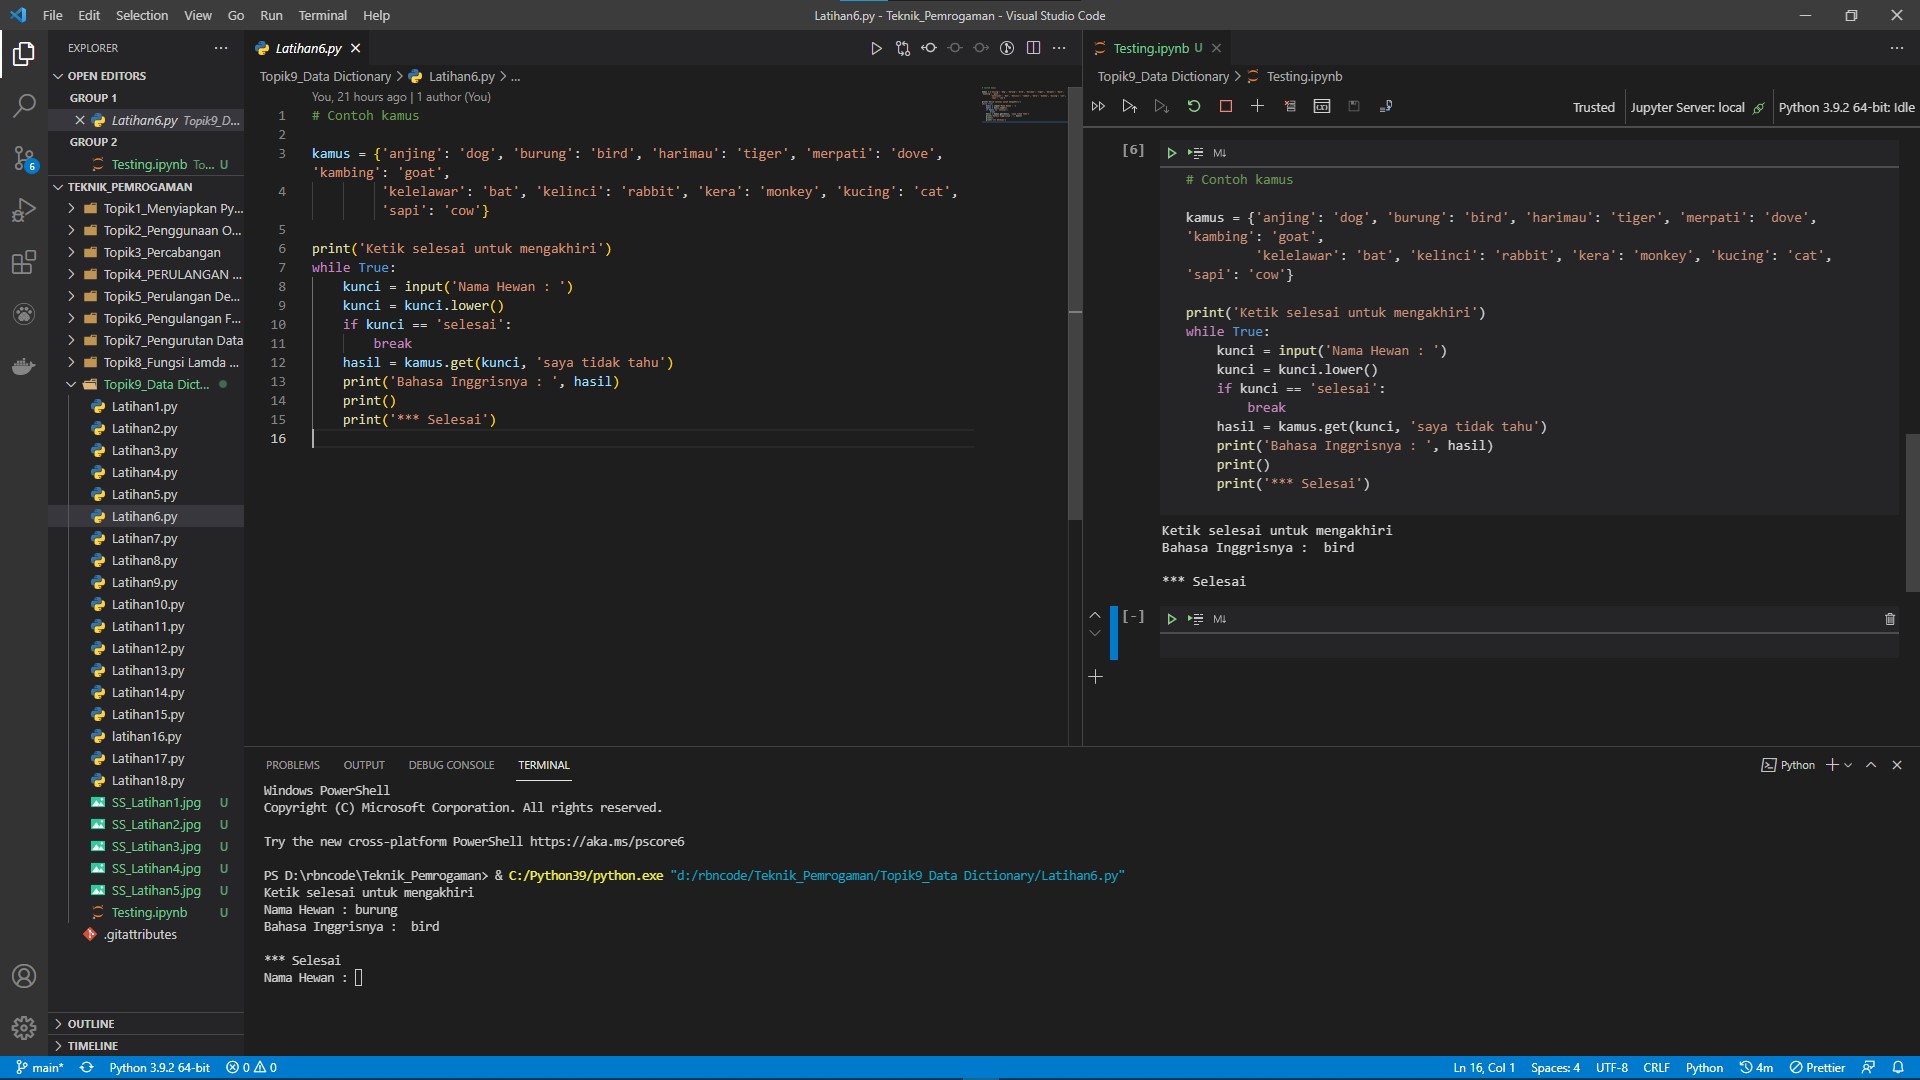 File Edit Selection View Go Run Terminal Help
Latihan6.py - Teknik_Pemrogaman - Visual Studio Code
EXPLORER
OPEN EDITORS
GROUP 1
Latihan6.py Topik9_D...
GROUP 2
Testing.ipynb To... U
TEKNIK_PEMROGAMAN
Topik1_Menyiapkan Py...
Topik2_Penggunaan O...
Topik3_Percabangan
Topik4_PERULANGAN ...
Topik5_Perulangan De...
Topik6_Pengulangan F...
Topik7_Pengurutan Data
Topik8_Fungsi Lamda ...
Topik9_Data Dict...
Latihan1.py
Latihan2.py
Latihan3.py
Latihan4.py
Latihan5.py
Latihan6.py
Latihan7.py
Latihan8.py
Latihan9.py
Latihan10.py
Latihan11.py
Latihan12.py
Latihan13.py
Latihan14.py
Latihan15.py
latihan16.py
Latihan17.py
Latihan18.py
SS_Latihan1.jpg U
SS_Latihan2.jpg U
SS_Latihan3.jpg U
SS_Latihan4.jpg U
SS_Latihan5.jpg U
Testing.ipynb U
.gitattributes
OUTLINE
TIMELINE
6
Latihan6.py
Topik9_Data Dictionary > Latihan6.py > ...
You, 21 hours ago | 1 author (You)
1 # Contoh kamus
2
3 kamus = {'anjing': 'dog', 'burung': 'bird', 'harimau': 'tiger', 'merpati': 'dove',
'kambing': 'goat',
4 'kelelawar': 'bat', 'kelinci': 'rabbit', 'kera': 'monkey', 'kucing': 'cat',
'sapi': 'cow'}
5
6 print('Ketik selesai untuk mengakhiri')
7 while True:
8 kunci = input('Nama Hewan : ')
9 kunci = kunci.lower()
10 if kunci == 'selesai':
11 break
12 hasil = kamus.get(kunci, 'saya tidak tahu')
13 print('Bahasa Inggrisnya : ', hasil)
14 print()
15 print('*** Selesai')
16
Testing.ipynb U
Topik9_Data Dictionary > Testing.ipynb
Trusted Jupyter Server: local Python 3.9.2 64-bit: Idle
[6] M↓
# Contoh kamus
kamus = {'anjing': 'dog', 'burung': 'bird', 'harimau': 'tiger', 'merpati': 'dove',
'kambing': 'goat',
'kelelawar': 'bat', 'kelinci': 'rabbit', 'kera': 'monkey', 'kucing': 'cat',
'sapi': 'cow'}
print('Ketik selesai untuk mengakhiri')
while True:
kunci = input('Nama Hewan : ')
kunci = kunci.lower()
if kunci == 'selesai':
break
hasil = kamus.get(kunci, 'saya tidak tahu')
print('Bahasa Inggrisnya : ', hasil)
print()
print('*** Selesai')
Ketik selesai untuk mengakhiri
Bahasa Inggrisnya :  bird
*** Selesai
[-] M↓
PROBLEMS OUTPUT DEBUG CONSOLE TERMINAL
Python
Windows PowerShell
Copyright (C) Microsoft Corporation. All rights reserved.
Try the new cross-platform PowerShell https://aka.ms/pscore6
PS D:\rbncode\Teknik_Pemrogaman> & C:/Python39/python.exe "d:/rbncode/Teknik_Pemrogaman/Topik9_Data Dictionary/Latihan6.py"
Ketik selesai untuk mengakhiri
Nama Hewan : burung
Bahasa Inggrisnya :  bird
*** Selesai
Nama Hewan :
main* Python 3.9.2 64-bit 0 0
Ln 16, Col 1 Spaces: 4 UTF-8 CRLF Python 4m Prettier